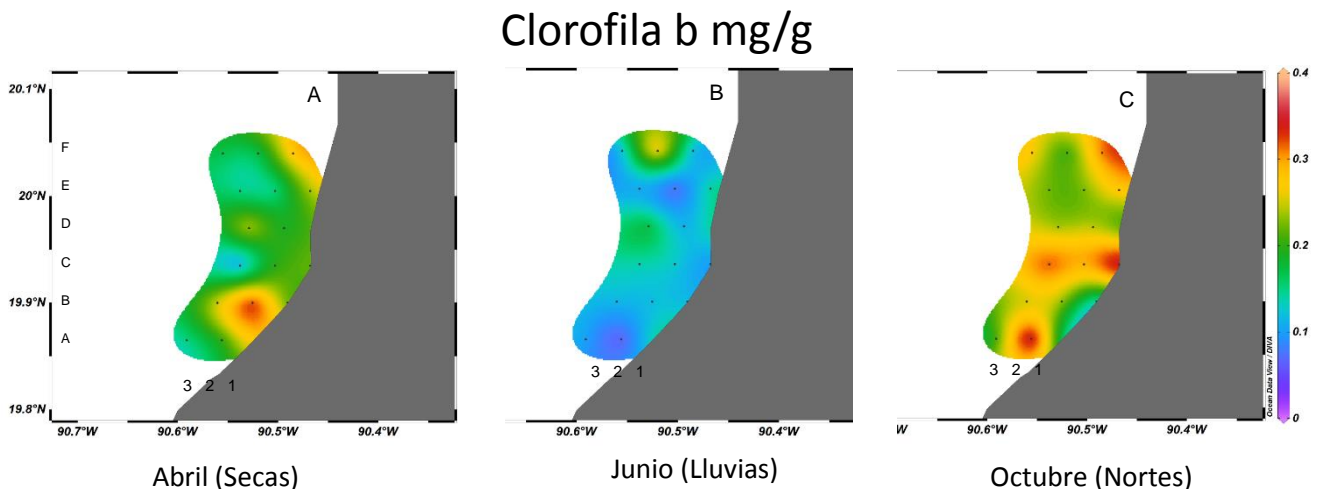 Clorofila b mg/g
A
20.1°N
20°N
19.9°N
19.8°N
F
E
D
C
B
A
3 2 1
90.7°W 90.6°W 90.5°W 90.4°W
Abril (Secas)
B
3 2 1
90.6°W 90.5°W 90.4°W
Junio (Lluvias)
C
3 2 1
W 90.6°W 90.5°W 90.4°W
Octubre (Nortes)
0.4
0.3
0.2
0.1
0
Ocean Data View / DIVA